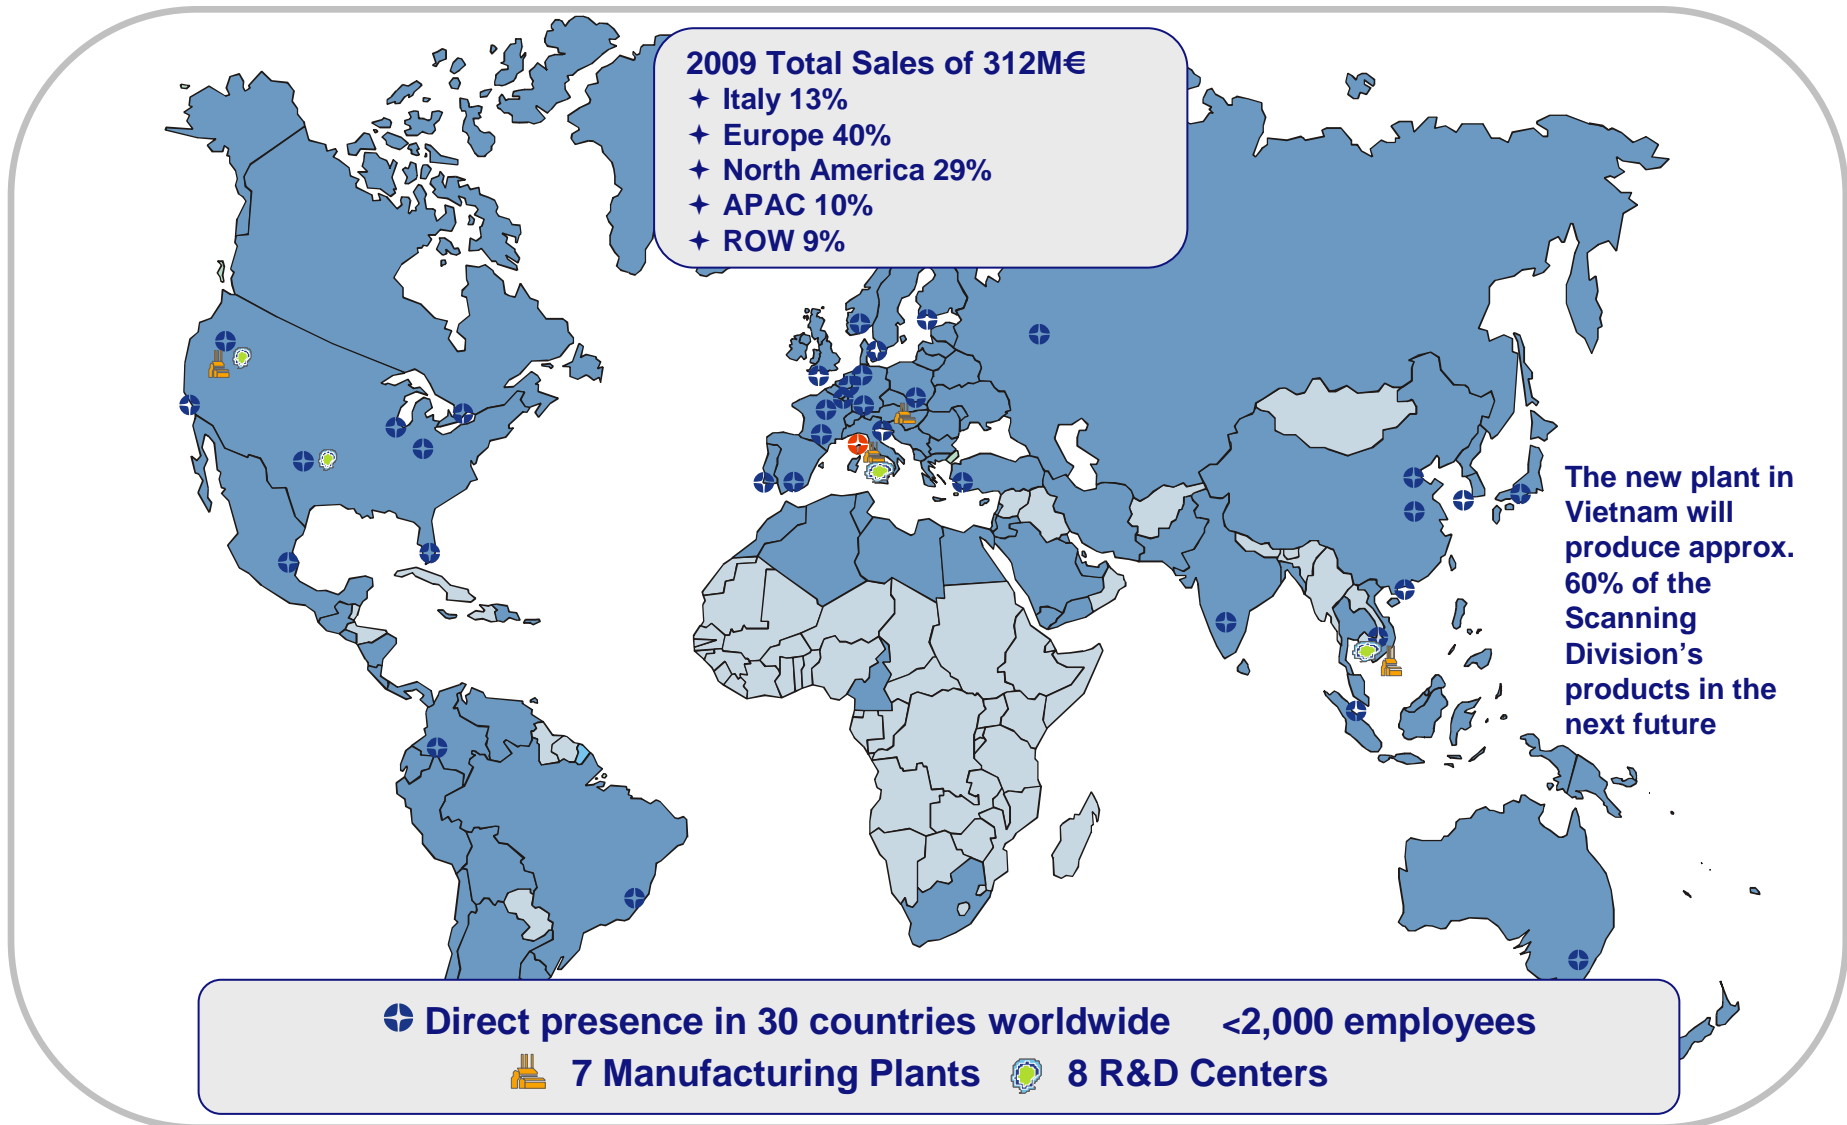 2009 Total Sales of 312M€
Italy 13%
Europe 40%
North America 29%
APAC 10%
ROW 9%
The new plant in
Vietnam will
produce approx.
60% of the
Scanning
Division’s
products in the
next future
Direct presence in 30 countries worldwide <2,000 employees
7 Manufacturing Plants 8 R&D Centers